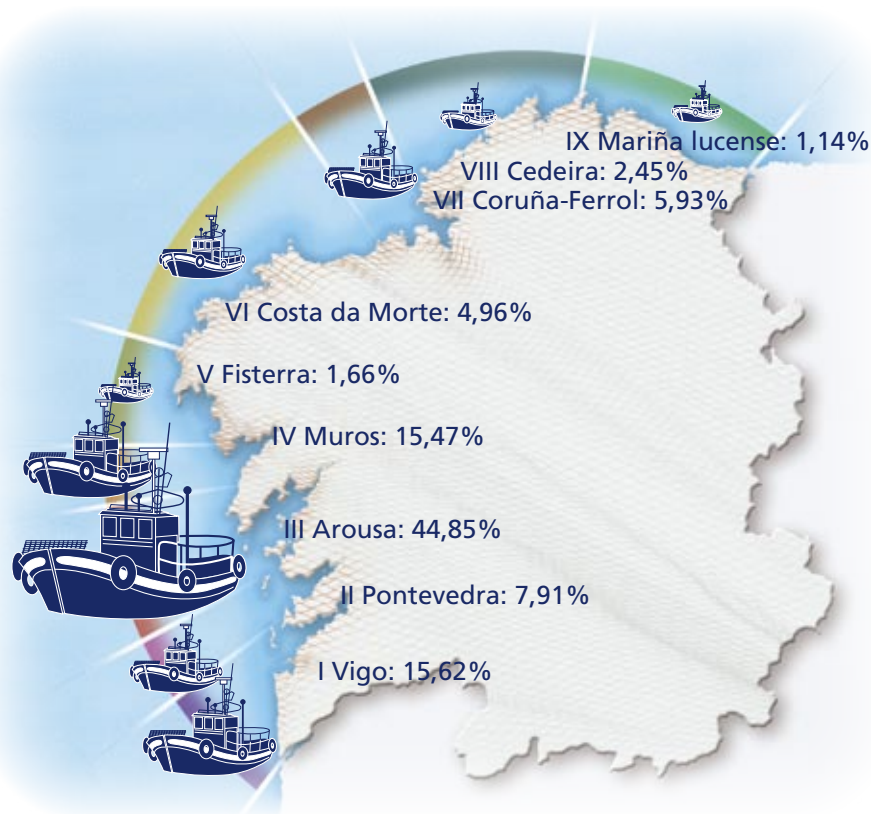 IX Mariña lucense: 1,14%
VIII Cedeira: 2,45%
VII Coruña-Ferrol: 5,93%
VI Costa da Morte: 4,96%
V Fisterra: 1,66%
IV Muros: 15,47%
III Arousa: 44,85%
II Pontevedra: 7,91%
I Vigo: 15,62%